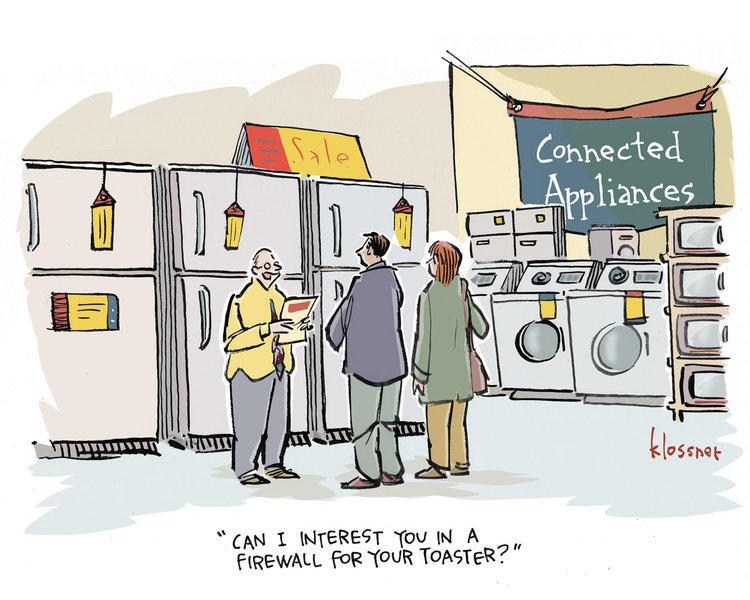 Sale
Connected
Appliances
klossner
"CAN I INTEREST YOU IN A
FIREWALL FOR YOUR TOASTER?"